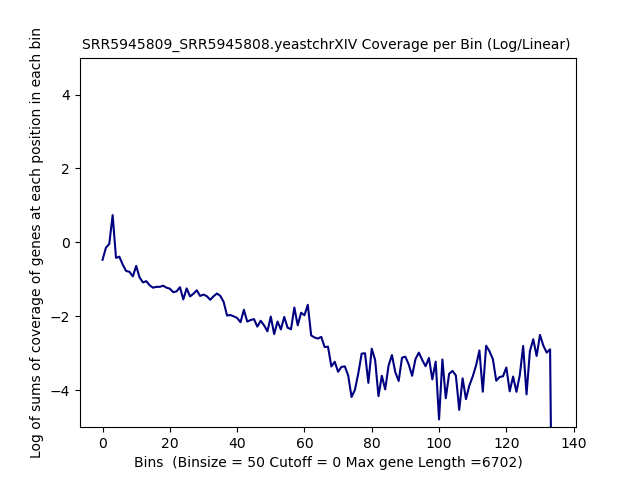 SRR5945809_SRR5945808.yeastchrXIV Coverage per Bin (Log/Linear)
Log of sums of coverage of genes at each position in each bin
4
2
0
−2
−4
0 20 40 60 80 100 120 140
Bins  (Binsize = 50 Cutoff = 0 Max gene Length =6702)